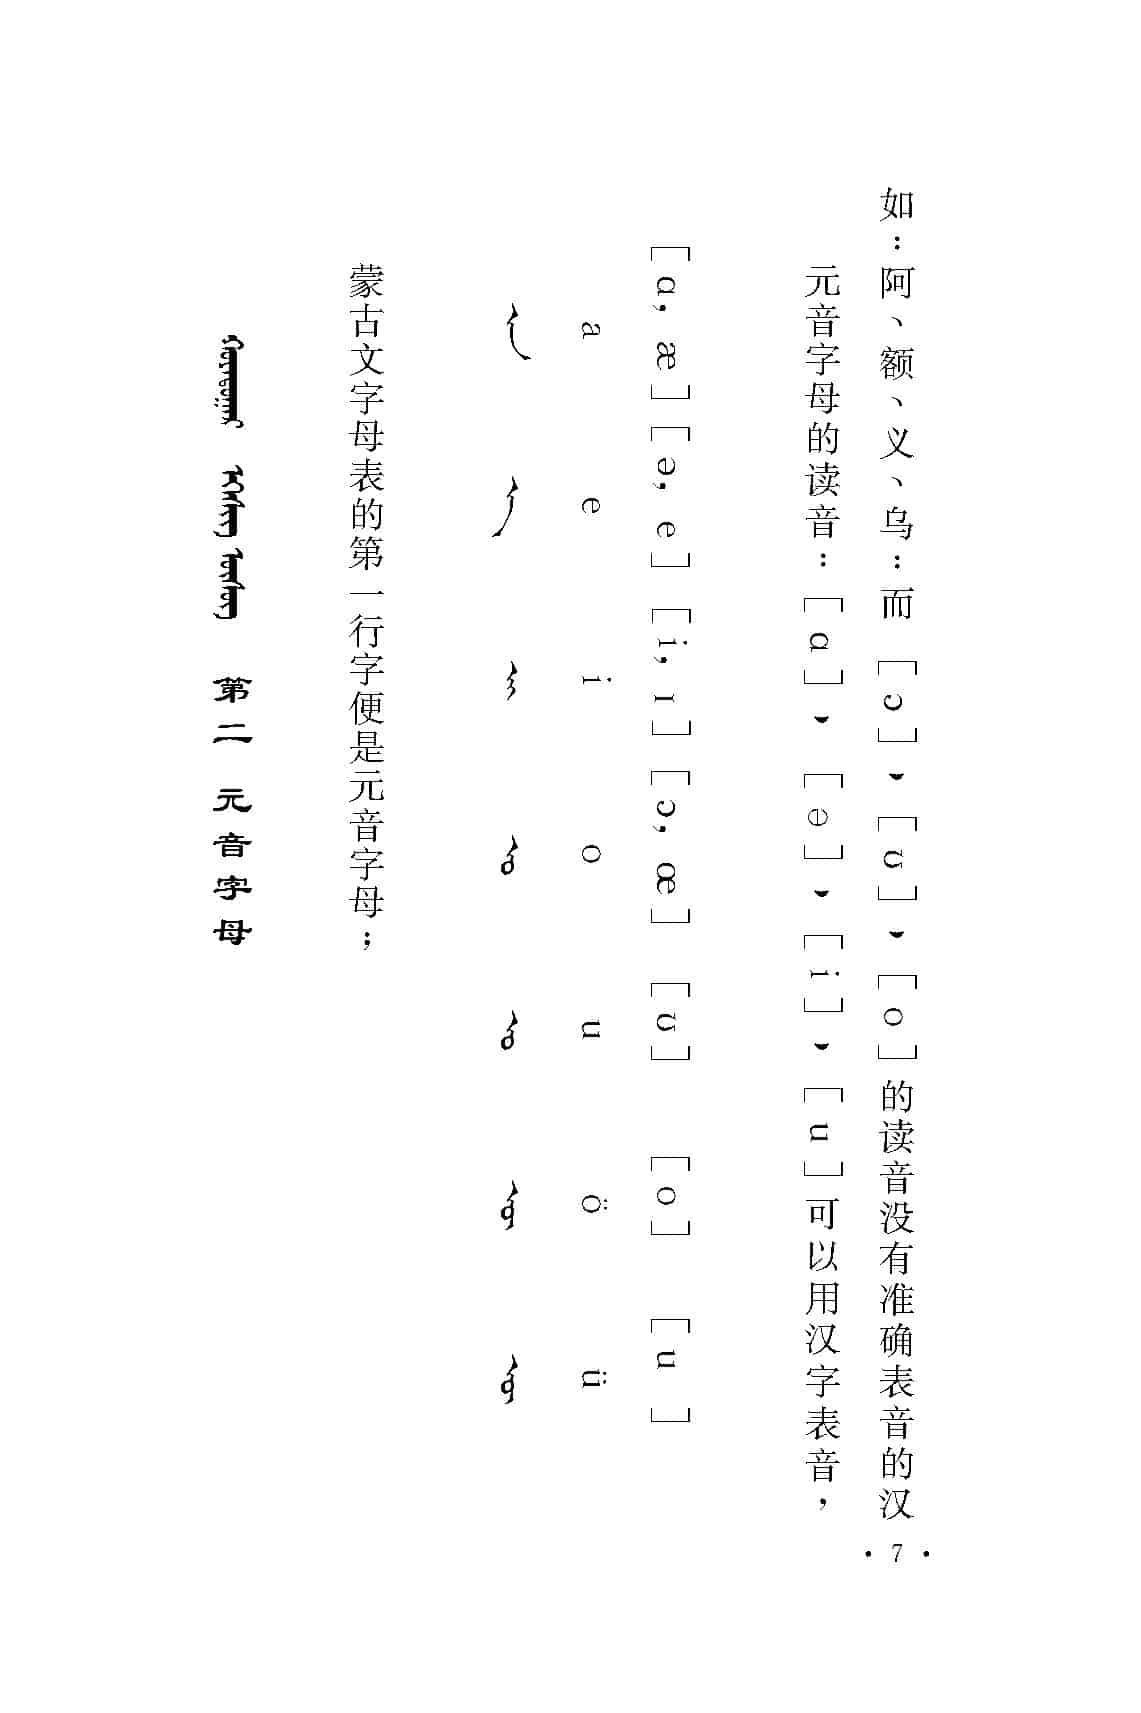 第二 元音字母
蒙古文字母表的第一行字便是元音字母；
ᠠ ᠡ ᠢ ᠣ ᠤ ᠥ ᠦ
a e i o u ö ü
[ɑ, æ] [ə, e] [i, ɪ] [ɔ, œ] [ʊ] [o] [u]
元音字母的读音：[ɑ]、[e]、[i]、[u]可以用汉字表音，
如：阿、额、义、乌：而 [ɔ]、[ʊ]、[o]的读音没有准确表音的汉
· 7 ·